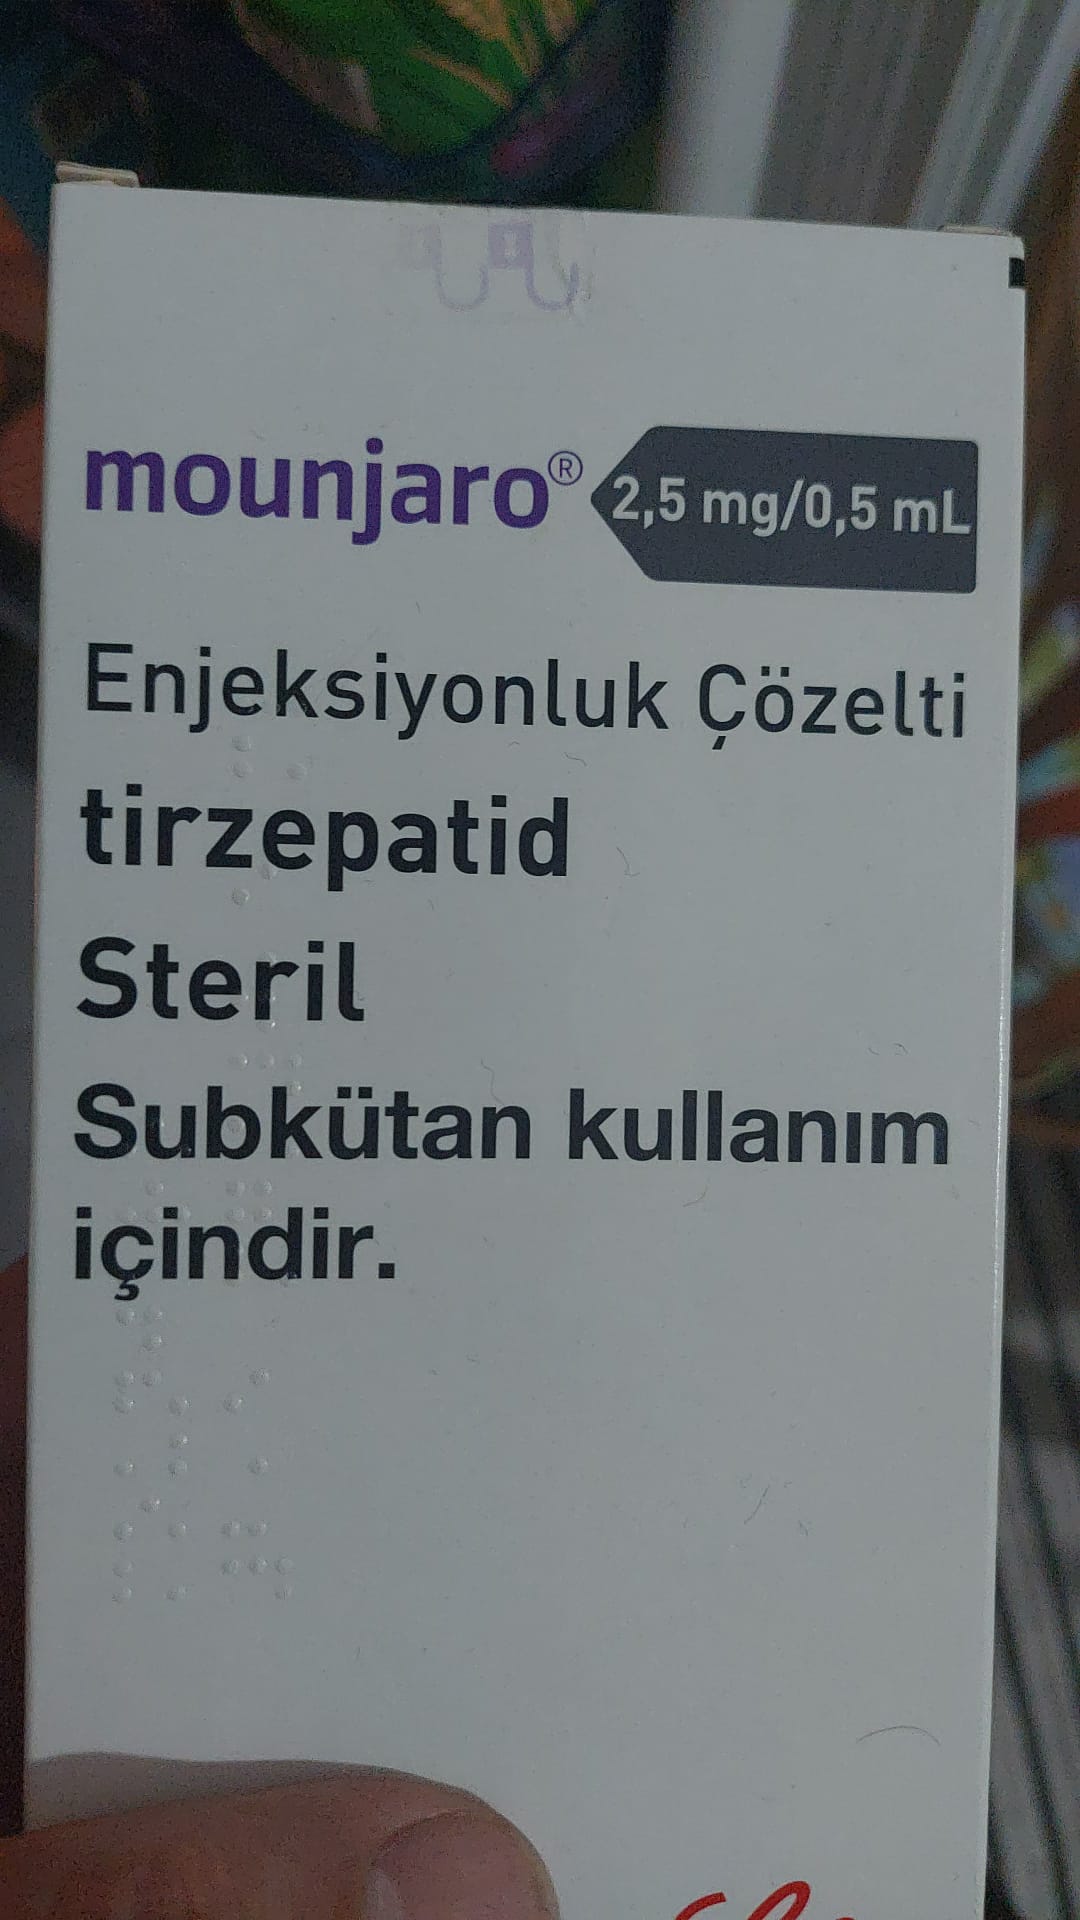 mounjaro® 2,5 mg/0,5 mL
Enjeksiyonluk Çözelti
tirzepatid
Steril
Subkütan kullanım
içindir.